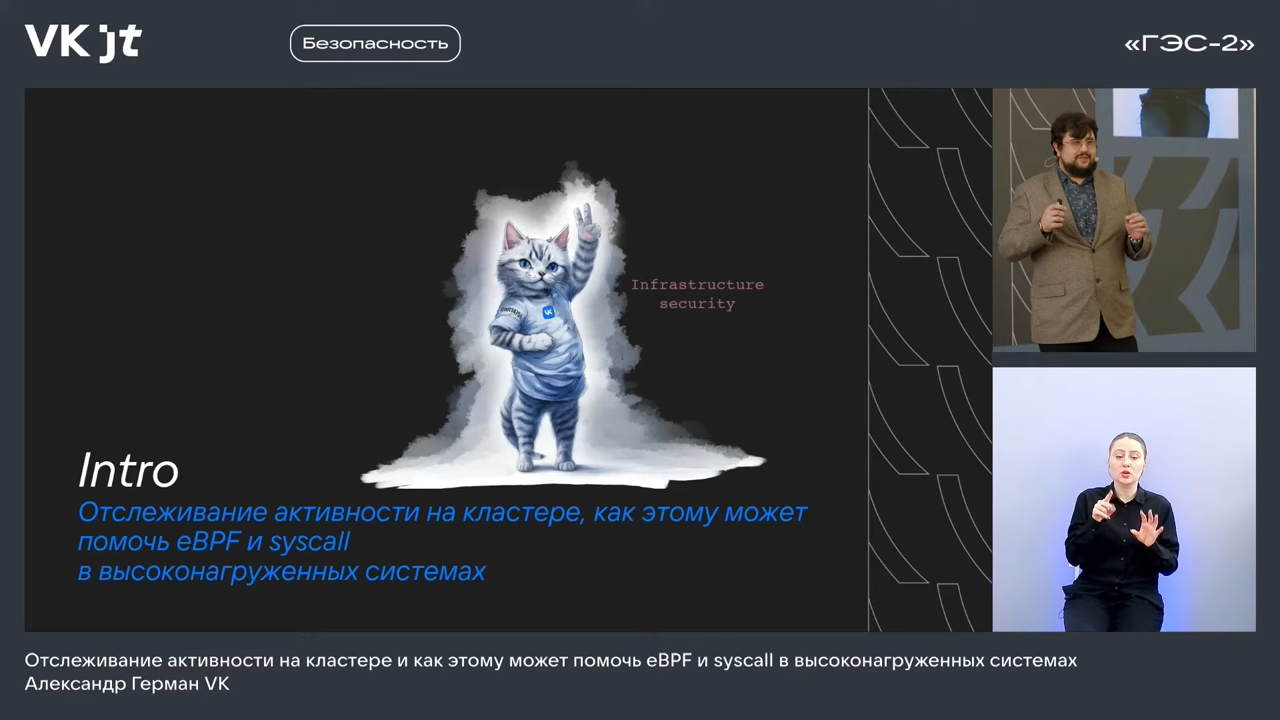 VK jt
Безопасность
«ГЭС-2»
Infrastructure
security
VK
Intro
Отслеживание активности на кластере, как этому может
помочь eBPF и syscall
в высоконагруженных системах
Отслеживание активности на кластере и как этому может помочь eBPF и syscall в высоконагруженных системах
Александр Герман VK